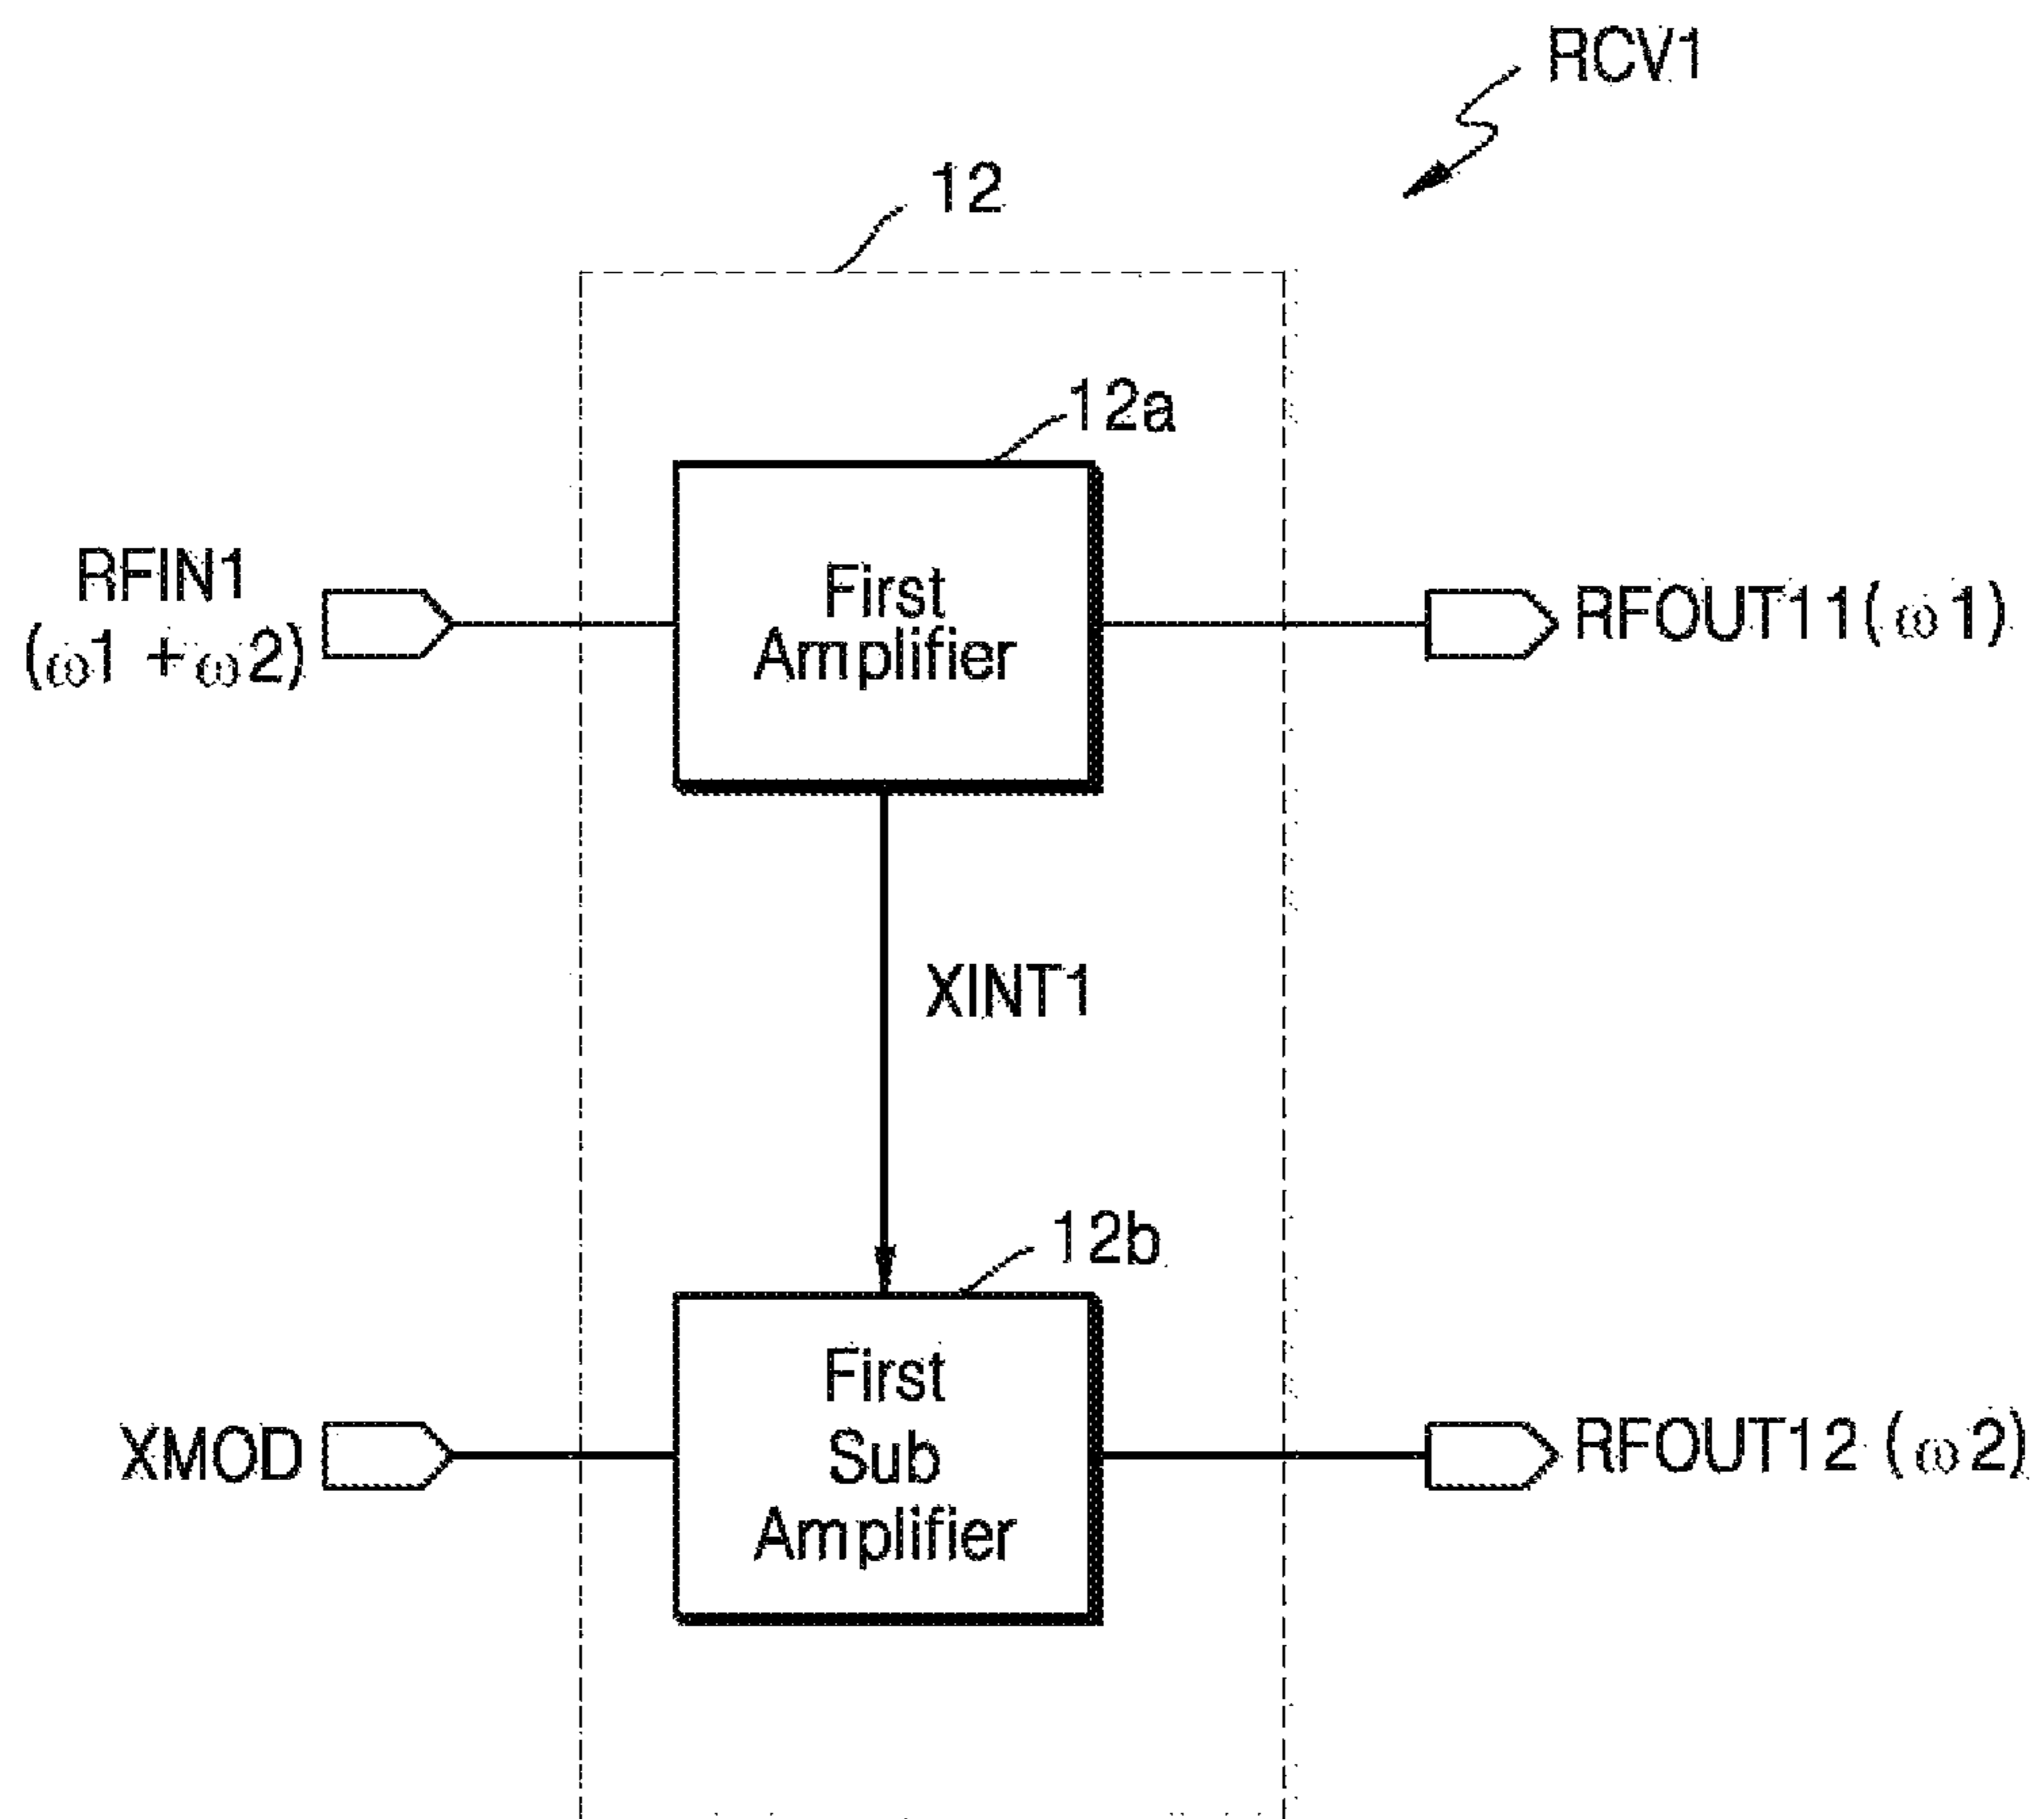 RCV1
12
12a
RFIN1
(ω1 +ω2)
First
Amplifier
RFOUT11(ω1)
XINT1
12b
XMOD
First
Sub
Amplifier
RFOUT12 (ω2)